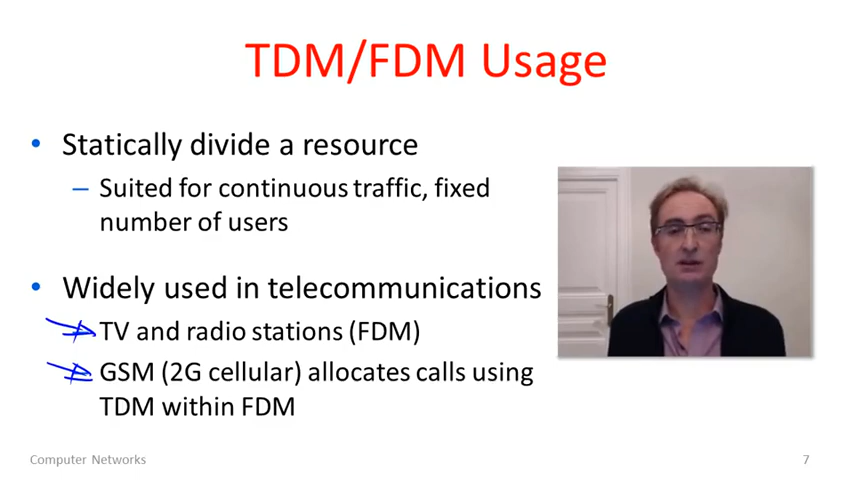 TDM/FDM Usage
• Statically divide a resource
– Suited for continuous traffic, fixed
number of users
• Widely used in telecommunications
TV and radio stations (FDM)
GSM (2G cellular) allocates calls using
TDM within FDM
Computer Networks
7